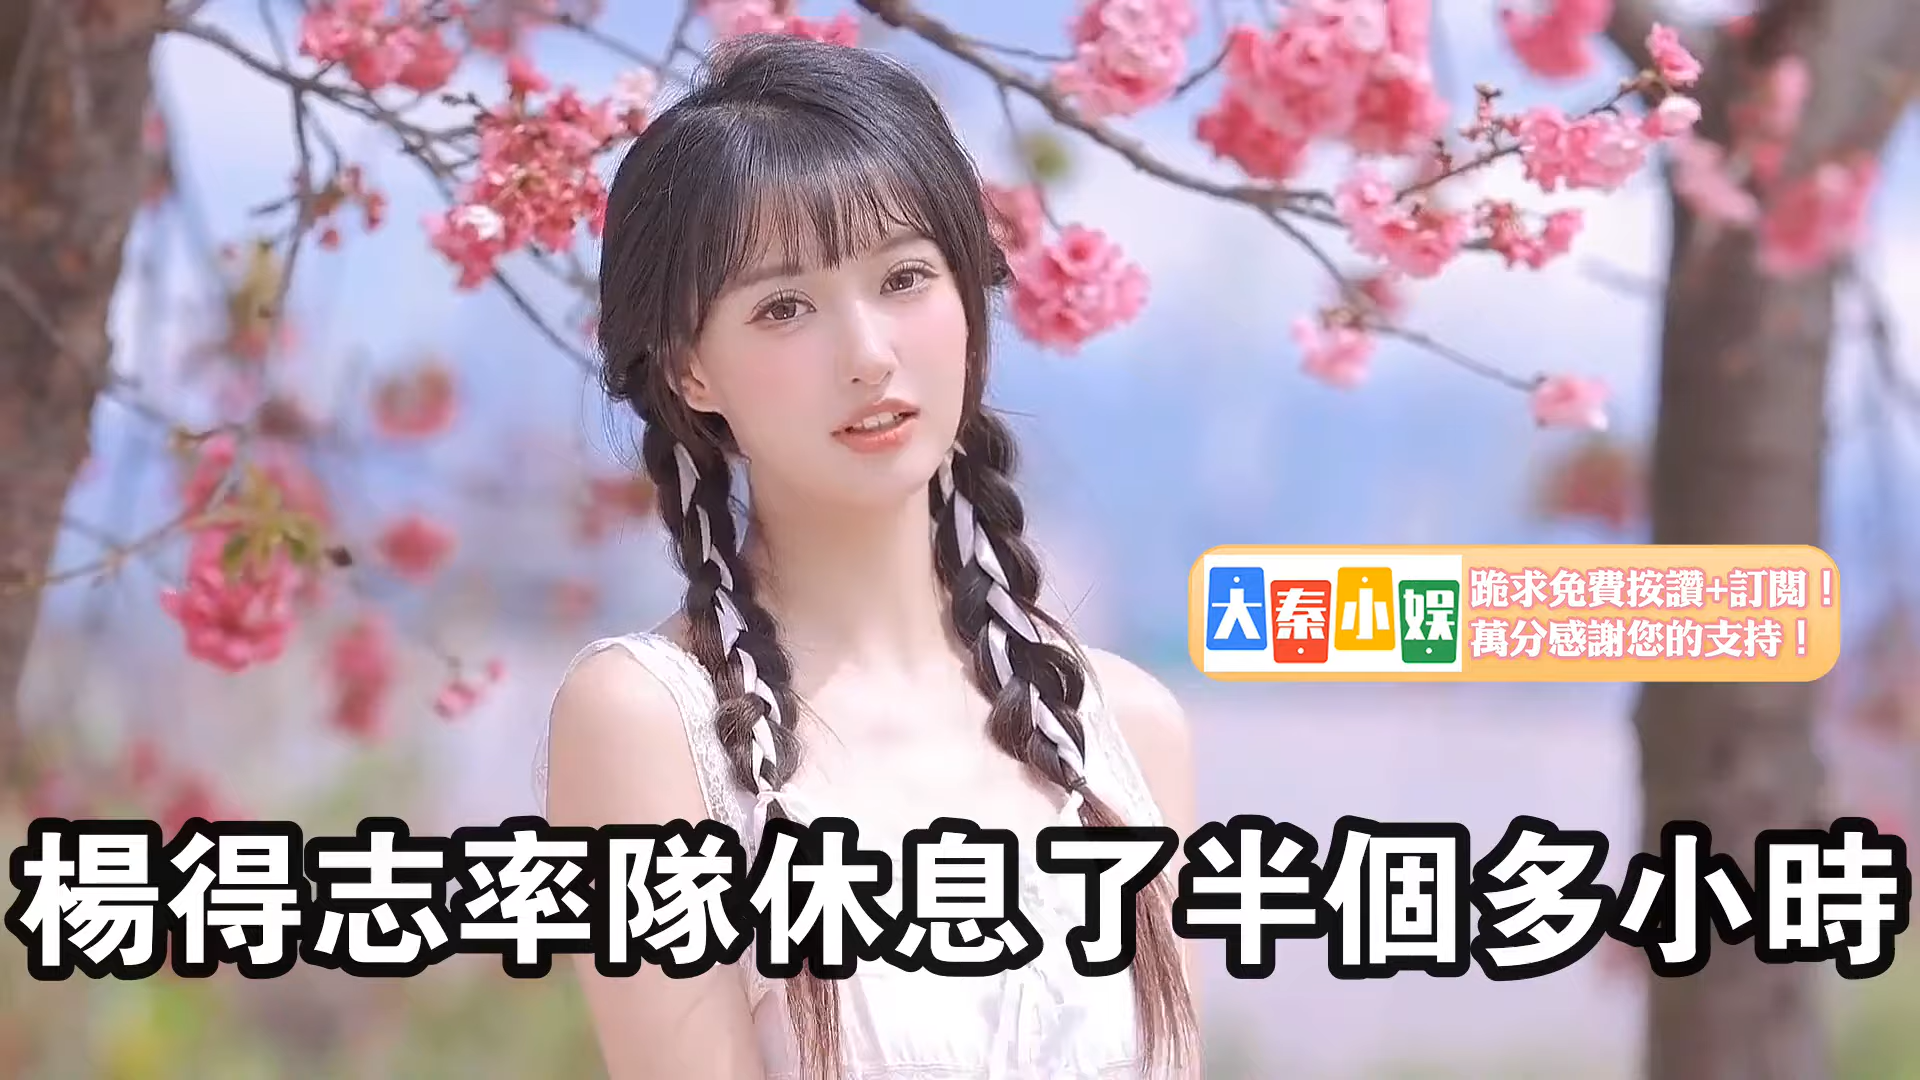 大秦小娱
跪求免費按讚+訂閱！
萬分感謝您的支持！
楊得志率隊休息了半個多小時